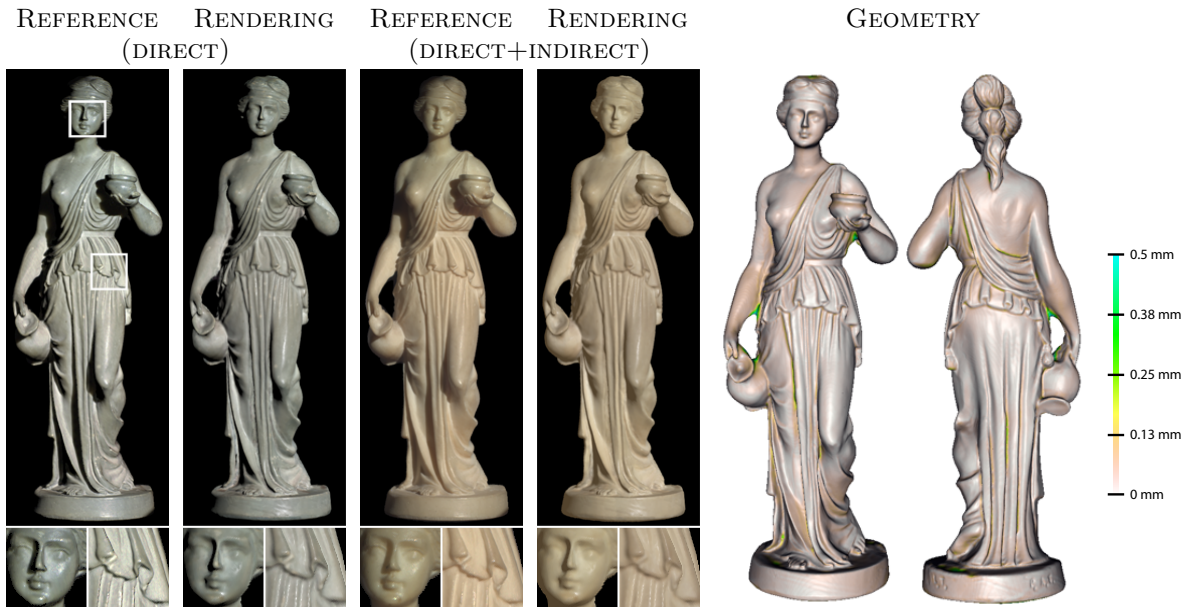 REFERENCE RENDERING REFERENCE RENDERING GEOMETRY
(DIRECT) (DIRECT+INDIRECT)
0.5 mm
0.38 mm
0.25 mm
0.13 mm
0 mm